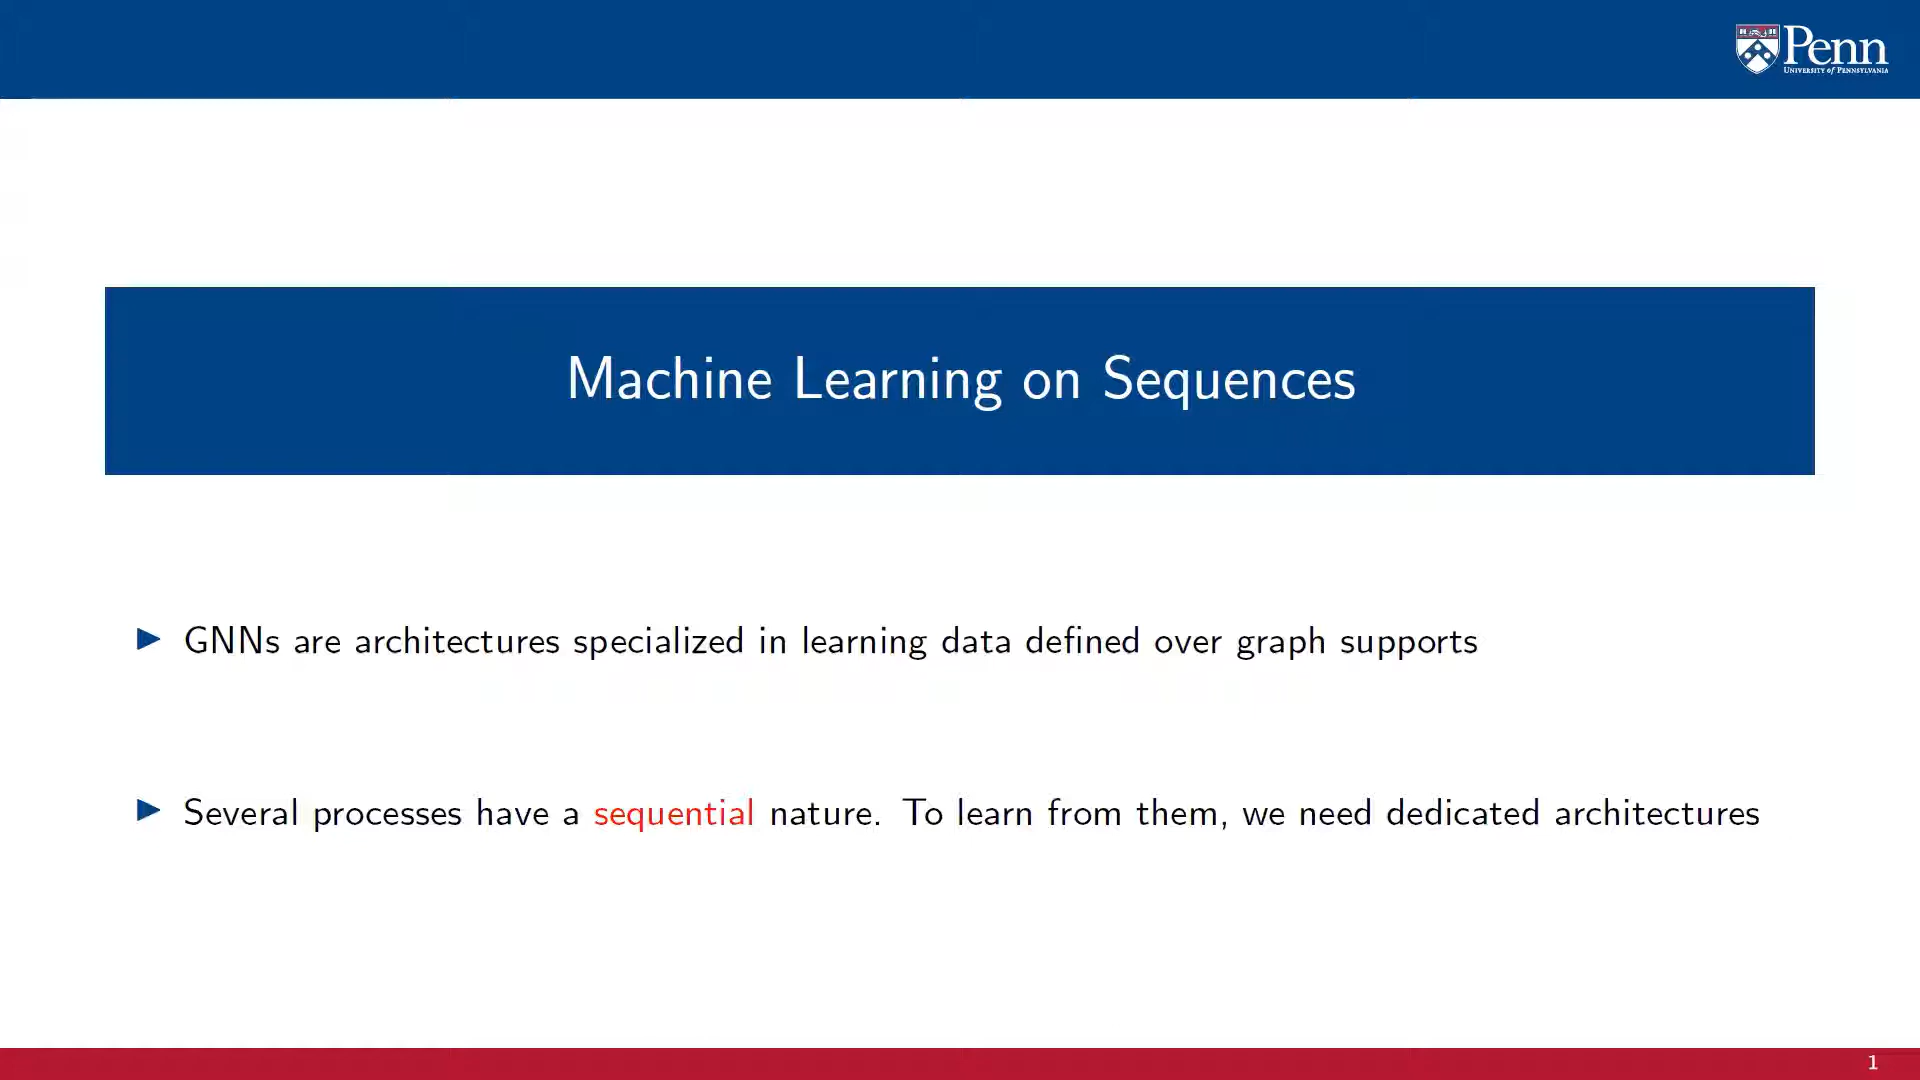 Penn
University of Pennsylvania
Machine Learning on Sequences
GNNs are architectures specialized in learning data defined over graph supports
Several processes have a sequential nature. To learn from them, we need dedicated architectures
1